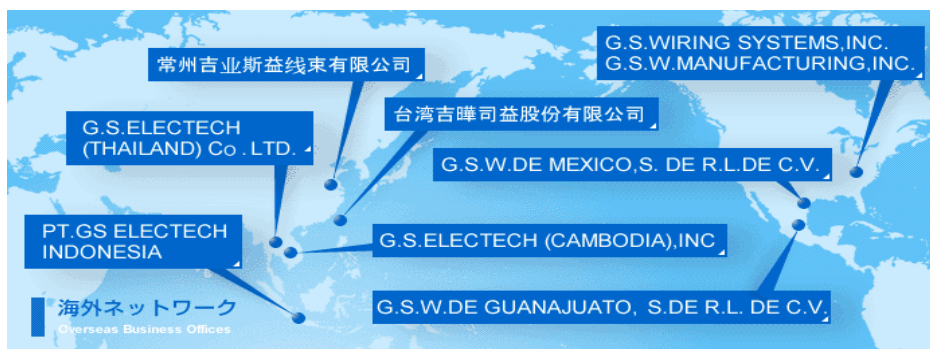 G.S.WIRING SYSTEMS,INC.
G.S.W.MANUFACTURING,INC.
常州吉业斯益线束有限公司
台湾吉曄司益股份有限公司
G.S.ELECTECH
(THAILAND) Co .LTD.
G.S.W.DE MEXICO,S. DE R.L.DE C.V.
PT.GS ELECTECH
INDONESIA
G.S.ELECTECH (CAMBODIA),INC
G.S.W.DE GUANAJUATO, S.DE R.L. DE C.V.
海外ネットワーク
Overseas Business Offices